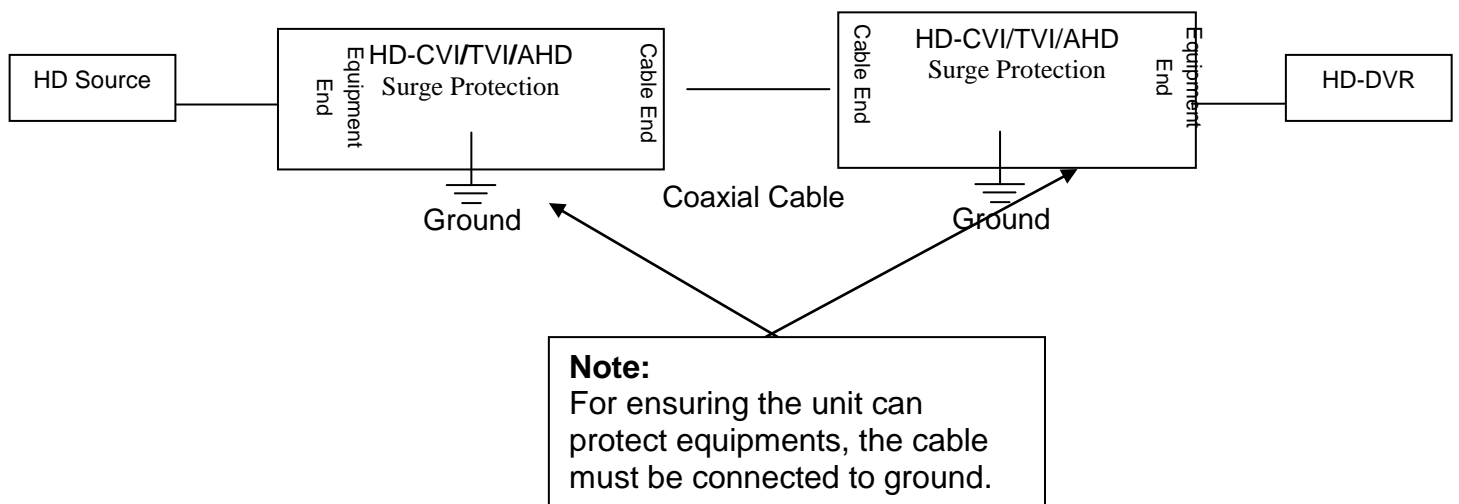 HD Source
Equipment
End
HD-CVI/TVI/AHD
Surge Protection
Cable End
Ground
Coaxial Cable
Cable End
HD-CVI/TVI/AHD
Surge Protection
Equipment
End
Ground
HD-DVR
Note:
For ensuring the unit can
protect equipments, the cable
must be connected to ground.